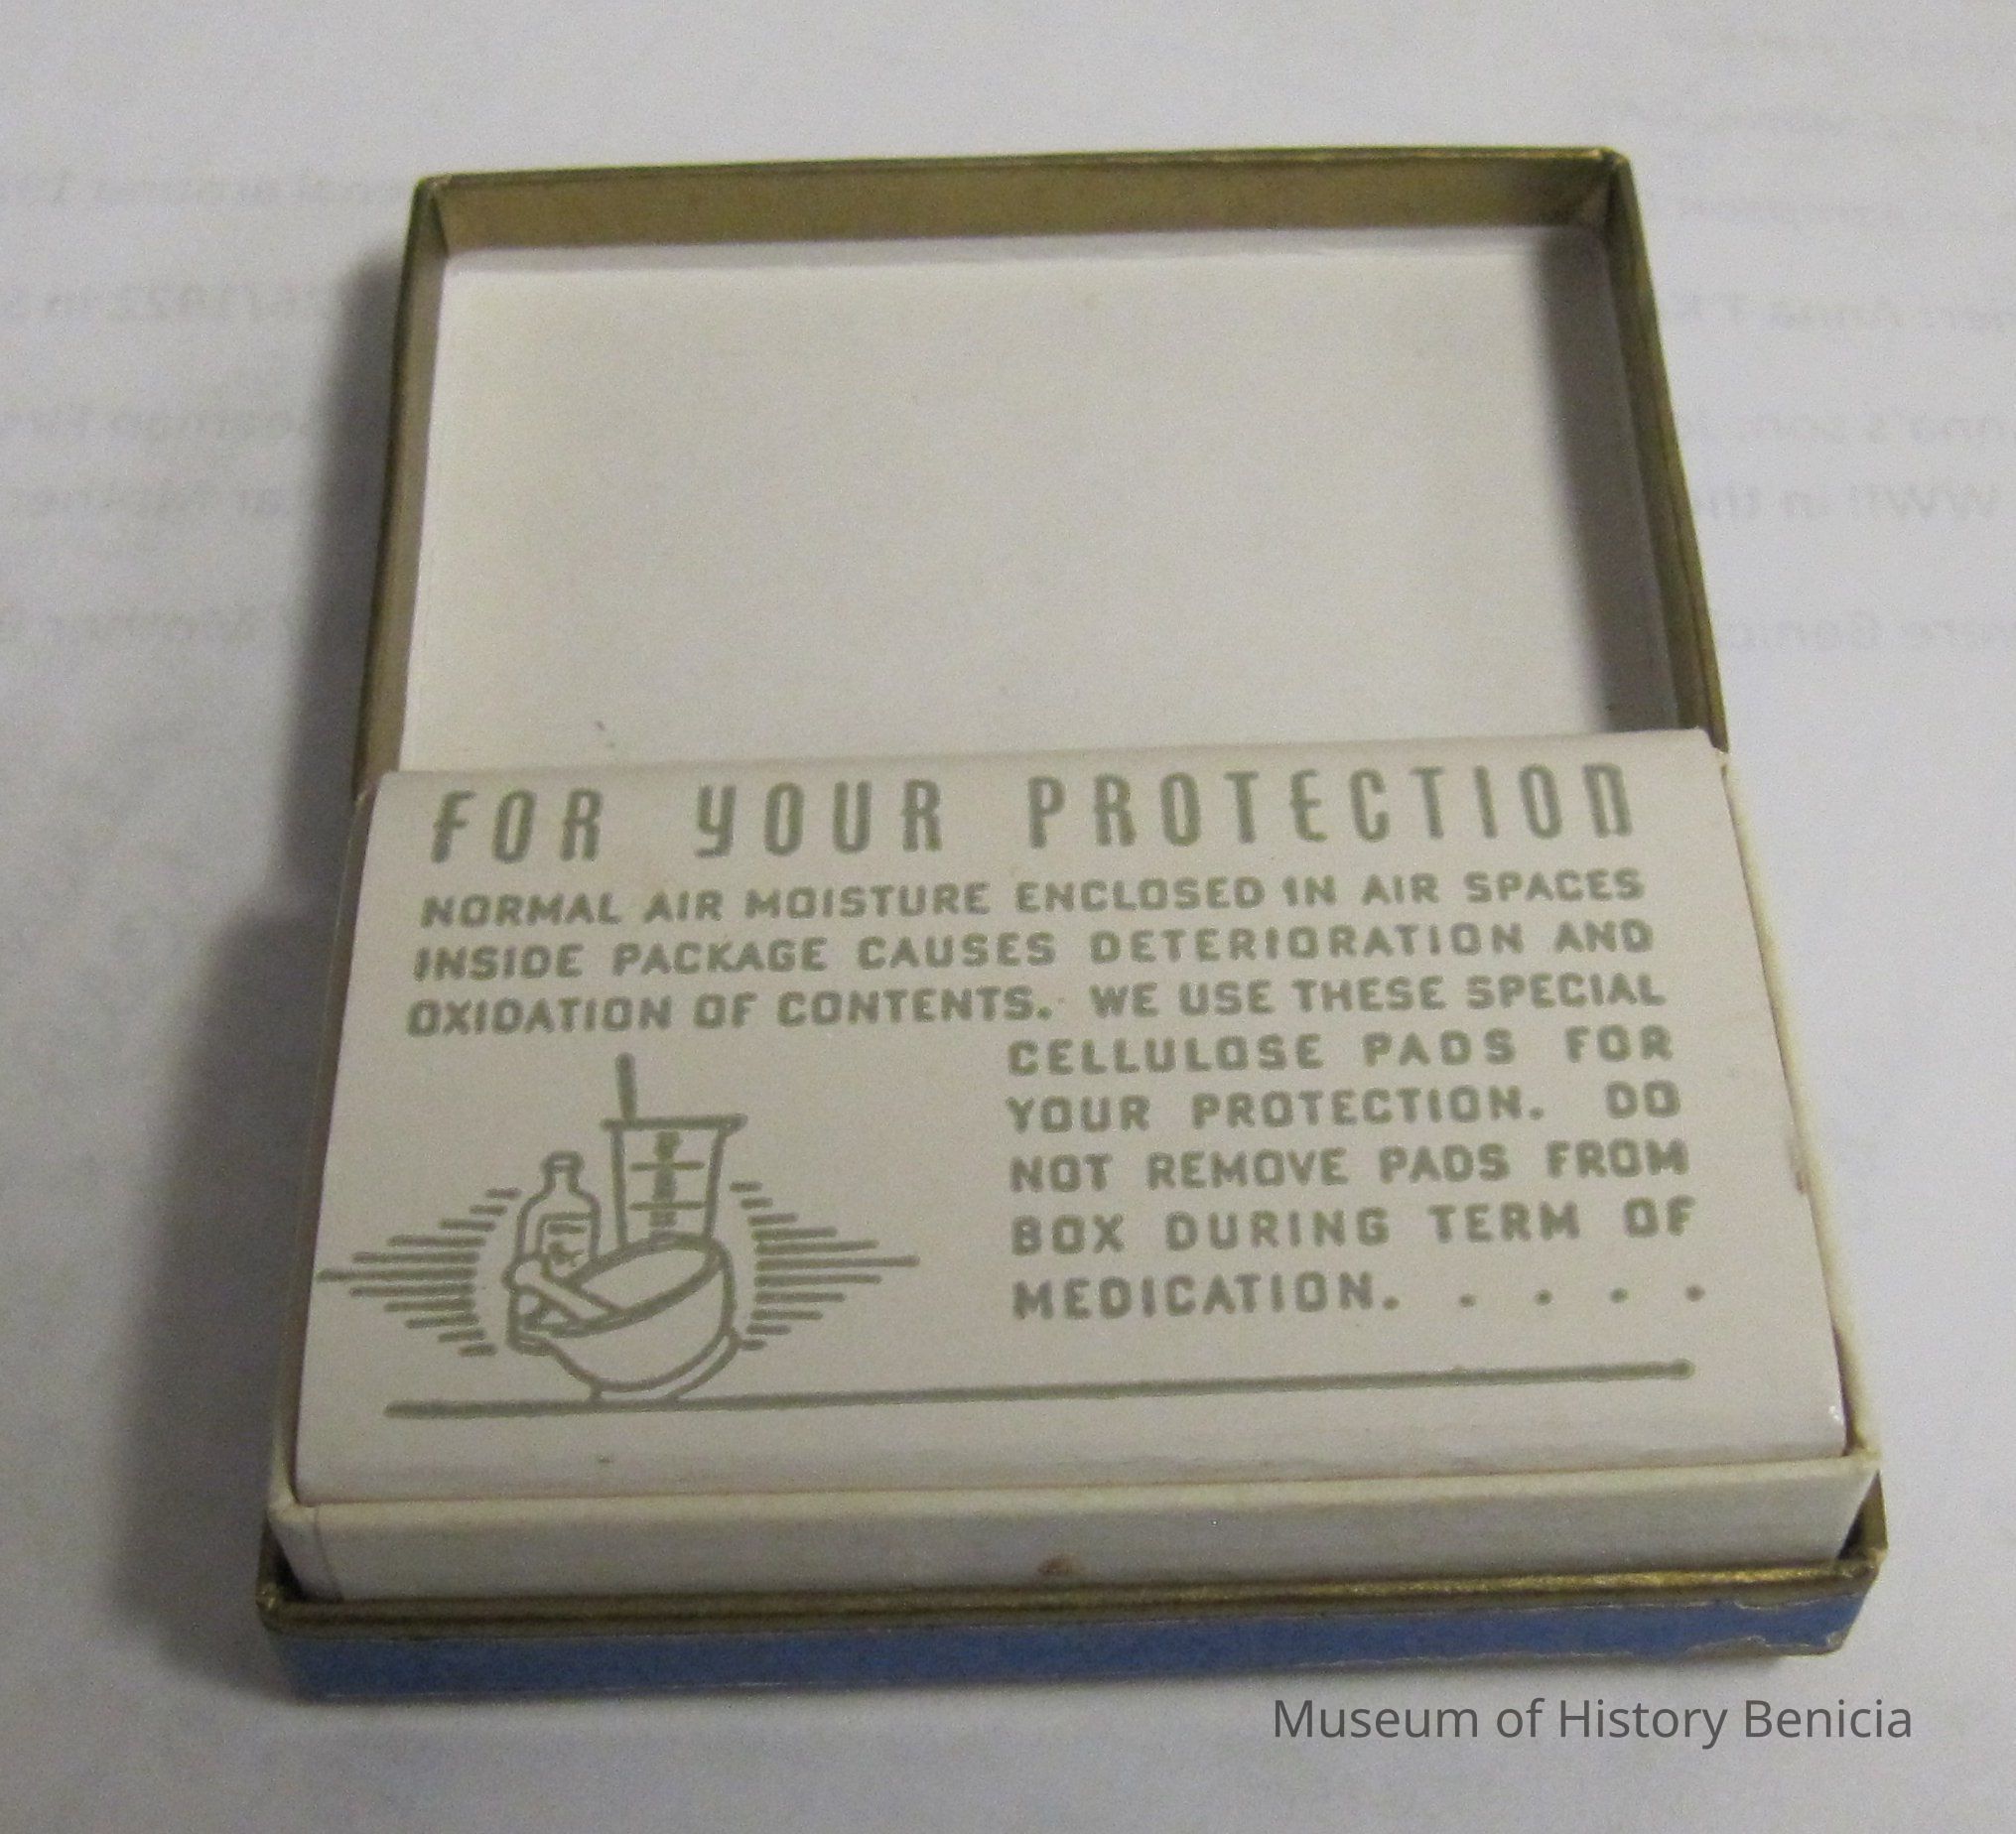 FOR YOUR PROTECTION
NORMAL AIR MOISTURE ENCLOSED IN AIR SPACES
INSIDE PACKAGE CAUSES DETERIORATION AND
OXIDATION OF CONTENTS. WE USE THESE SPECIAL
CELLULOSE PADS FOR
YOUR PROTECTION. DO
NOT REMOVE PADS FROM
BOX DURING TERM OF
MEDICATION. . . . .
Museum of History Benicia